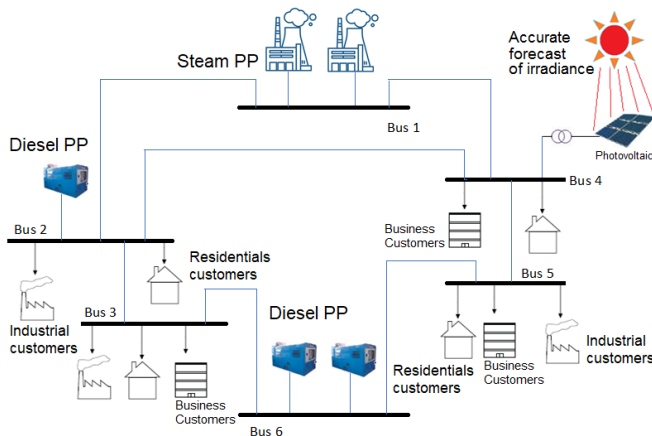 Steam PP
Accurate
forecast
of irradiance
Bus 1
Diesel PP
Photovoltaic
Bus 4
Bus 2
Business
Customers
Residentials
customers
Bus 5
Industrial
customers
Bus 3
Diesel PP
Residentials
customers
Business
Customers
Industrial
customers
Business
Customers
Bus 6